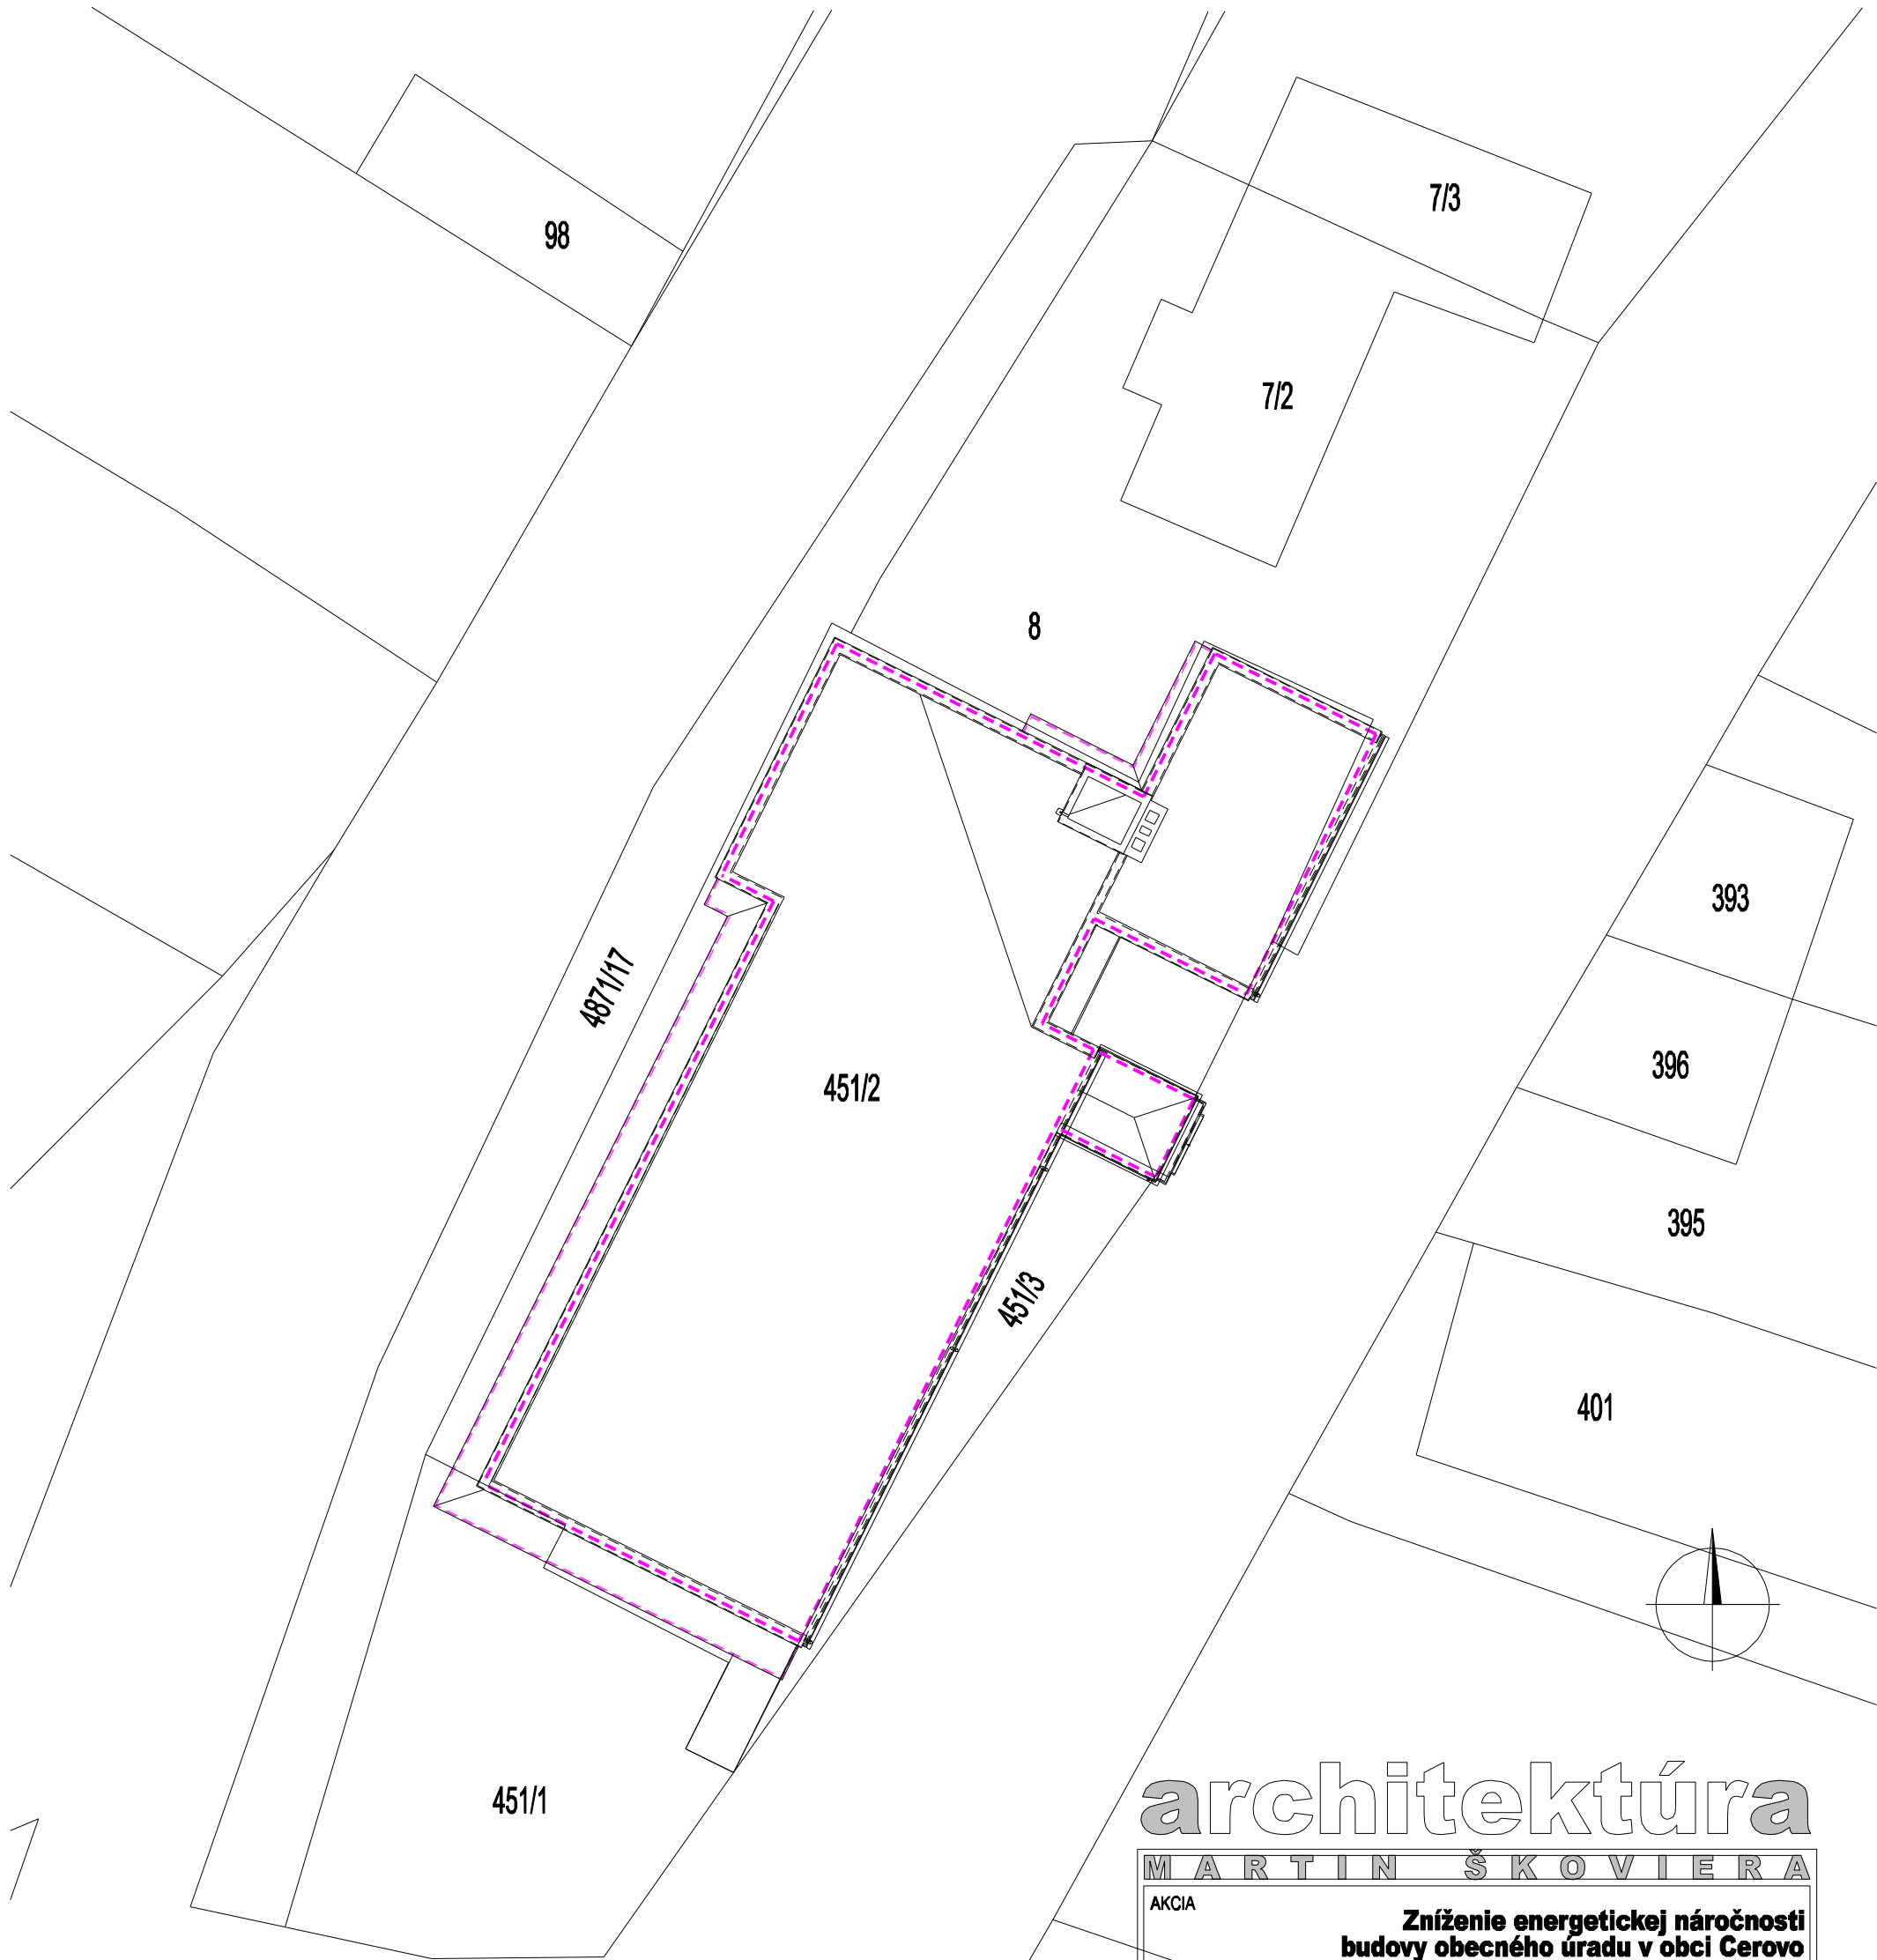 7/3
98
7/2
8
393
4871/17
396
451/2
395
451/3
401
451/1
architektúra
MARTIN ŠKOVIERA
AKCIA
Zníženie energetickej náročnosti
budovy obecného úradu v obci Cerovo